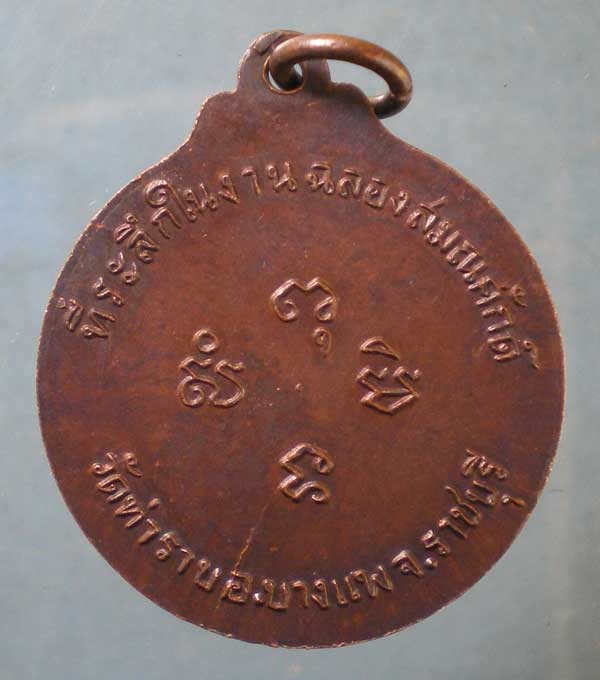 ที่ระลึกในงานฉลองสมณศักดิ์
วัดท่าราบ อ.บางแพ จ.ราชบุรี